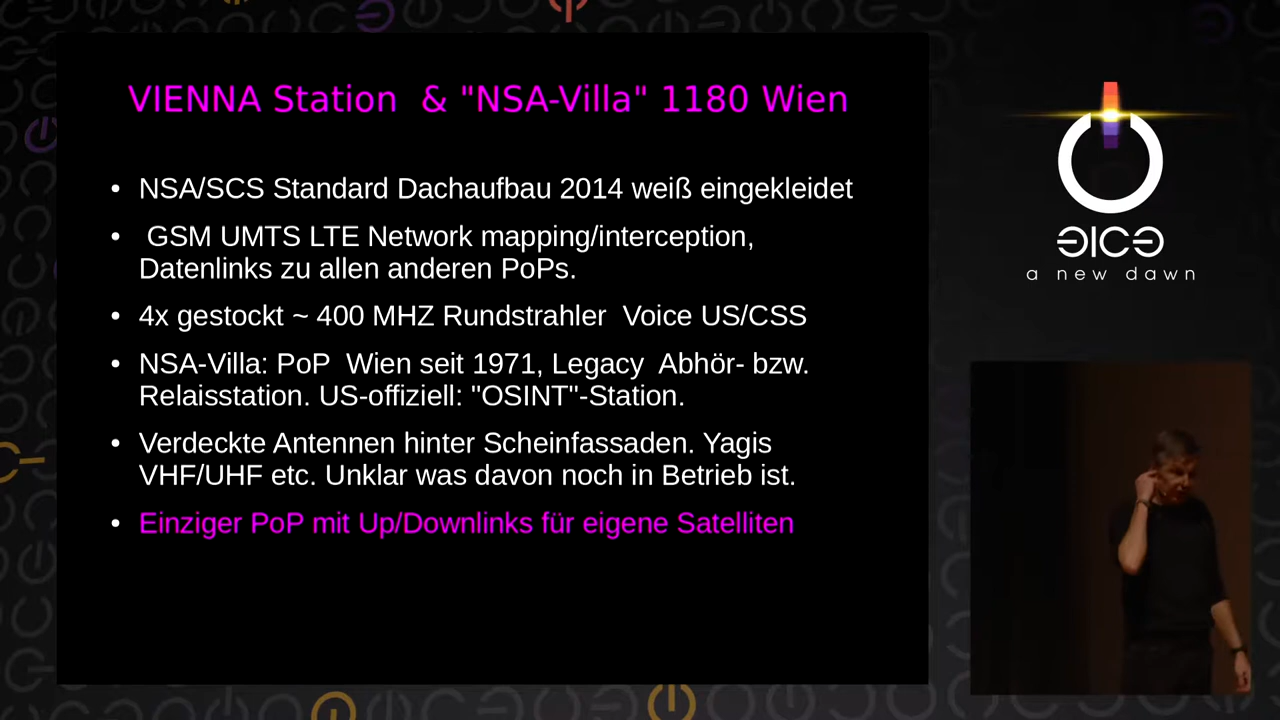 VIENNA Station & "NSA-Villa" 1180 Wien
• NSA/SCS Standard Dachaufbau 2014 weiß eingekleidet
• GSM UMTS LTE Network mapping/interception,
Datenlinks zu allen anderen PoPs.
• 4x gestockt ~ 400 MHZ Rundstrahler Voice US/CSS
• NSA-Villa: PoP Wien seit 1971, Legacy Abhör- bzw.
Relaisstation. US-offiziell: "OSINT"-Station.
• Verdeckte Antennen hinter Scheinfassaden. Yagis
VHF/UHF etc. Unklar was davon noch in Betrieb ist.
• Einziger PoP mit Up/Downlinks für eigene Satelliten
a new dawn